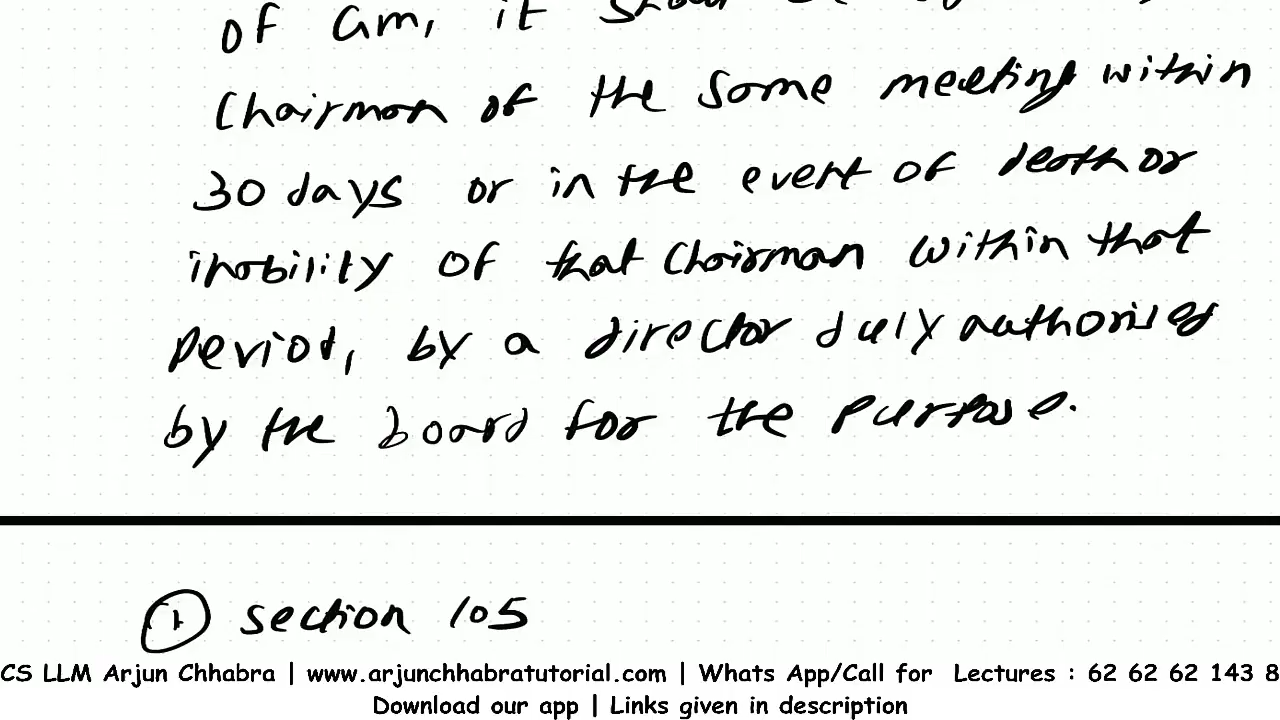 of GM, it
Chairman of the same meeting within
30 days or in the event of death or
inability of that Chairman within that
period, by a director duly authorised
by the board for the purpose.
1 section 105
CS LLM Arjun Chhabra | www.arjunchhabratutorial.com | Whats App/Call for Lectures : 62 62 62 143 8
Download our app | Links given in description